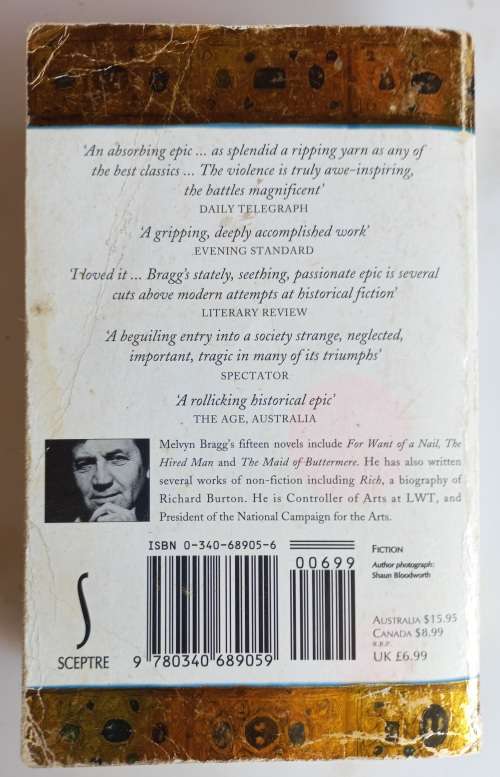 ‘An absorbing epic ... as splendid a ripping yarn as any of
the best classics ... The violence is truly awe-inspiring,
the battles magnificent’
DAILY TELEGRAPH
‘A gripping, deeply accomplished work’
EVENING STANDARD
‘I loved it ... Bragg’s stately, seething, passionate epic is several
cuts above modern attempts at historical fiction’
LITERARY REVIEW
‘A beguiling entry into a society strange, neglected,
important, tragic in many of its triumphs’
SPECTATOR
‘A rollicking historical epic’
THE AGE, AUSTRALIA
Melvyn Bragg’s fifteen novels include For Want of a Nail, The
Hired Man and The Maid of Buttermere. He has also written
several works of non-fiction including Rich, a biography of
Richard Burton. He is Controller of Arts at LWT, and
President of the National Campaign for the Arts.
ISBN 0-340-68905-6
00699
9 780340 689059
FICTION
Author photograph:
Shaun Bloodworth
AUSTRALIA $15.95
CANADA $8.99
R.R.P.
UK £6.99
S
SCEPTRE